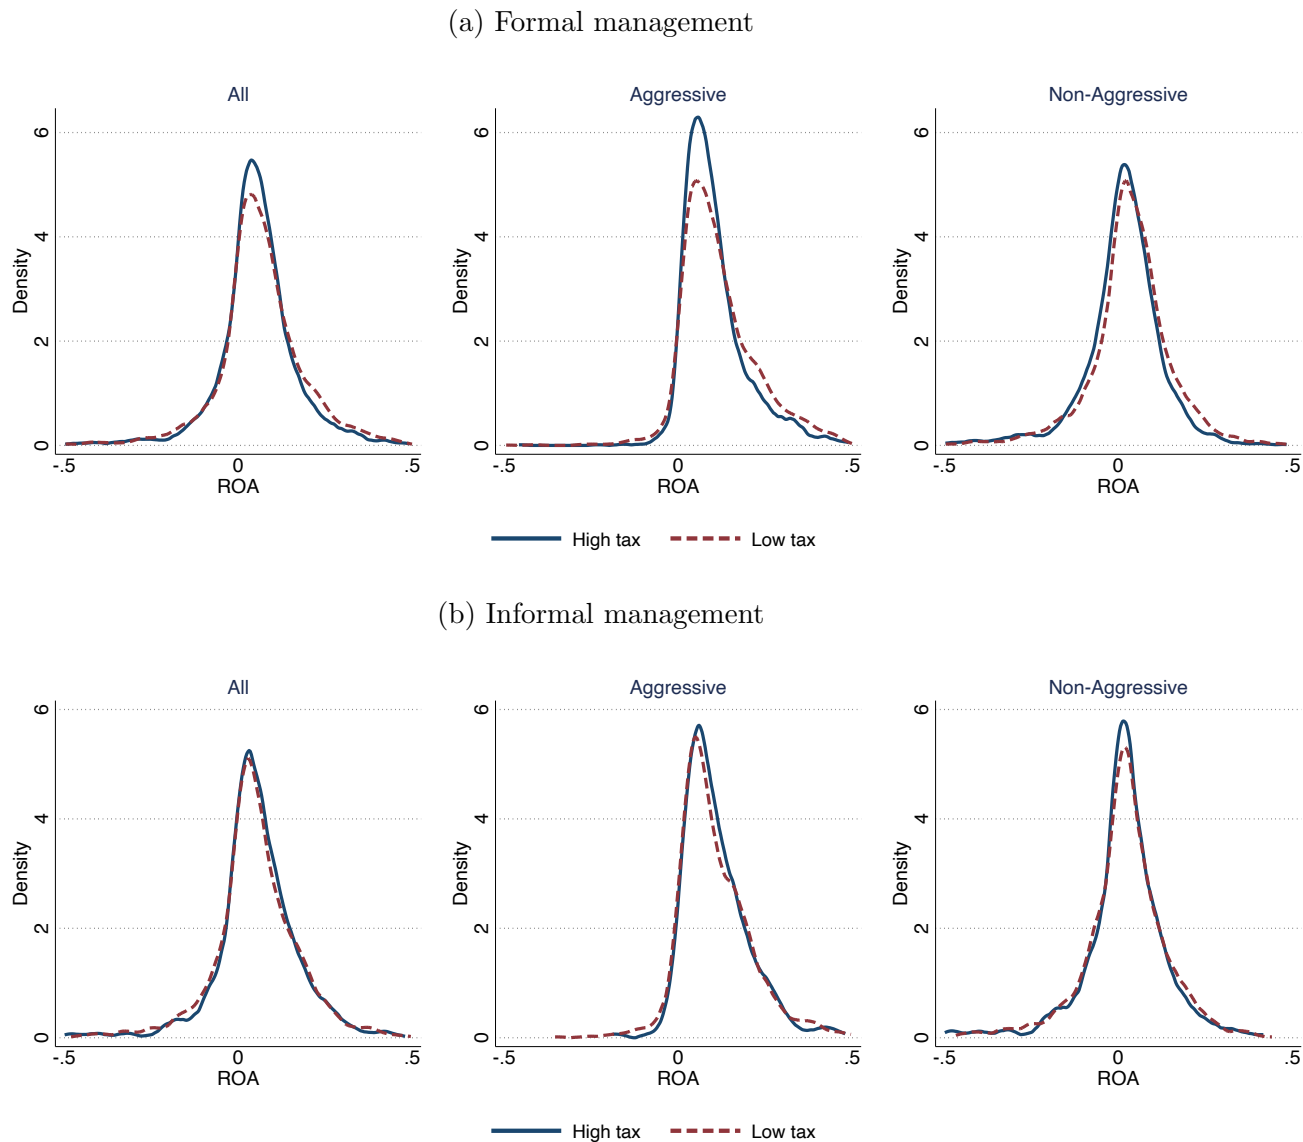 (a) Formal management
All
Aggressive
Non-Aggressive
Density
6
4
2
0
-.5 0 .5
ROA
Density
6
4
2
0
-.5 0 .5
ROA
Density
6
4
2
0
-.5 0 .5
ROA
High tax Low tax
(b) Informal management
All
Aggressive
Non-Aggressive
Density
6
4
2
0
-.5 0 .5
ROA
Density
6
4
2
0
-.5 0 .5
ROA
Density
6
4
2
0
-.5 0 .5
ROA
High tax Low tax